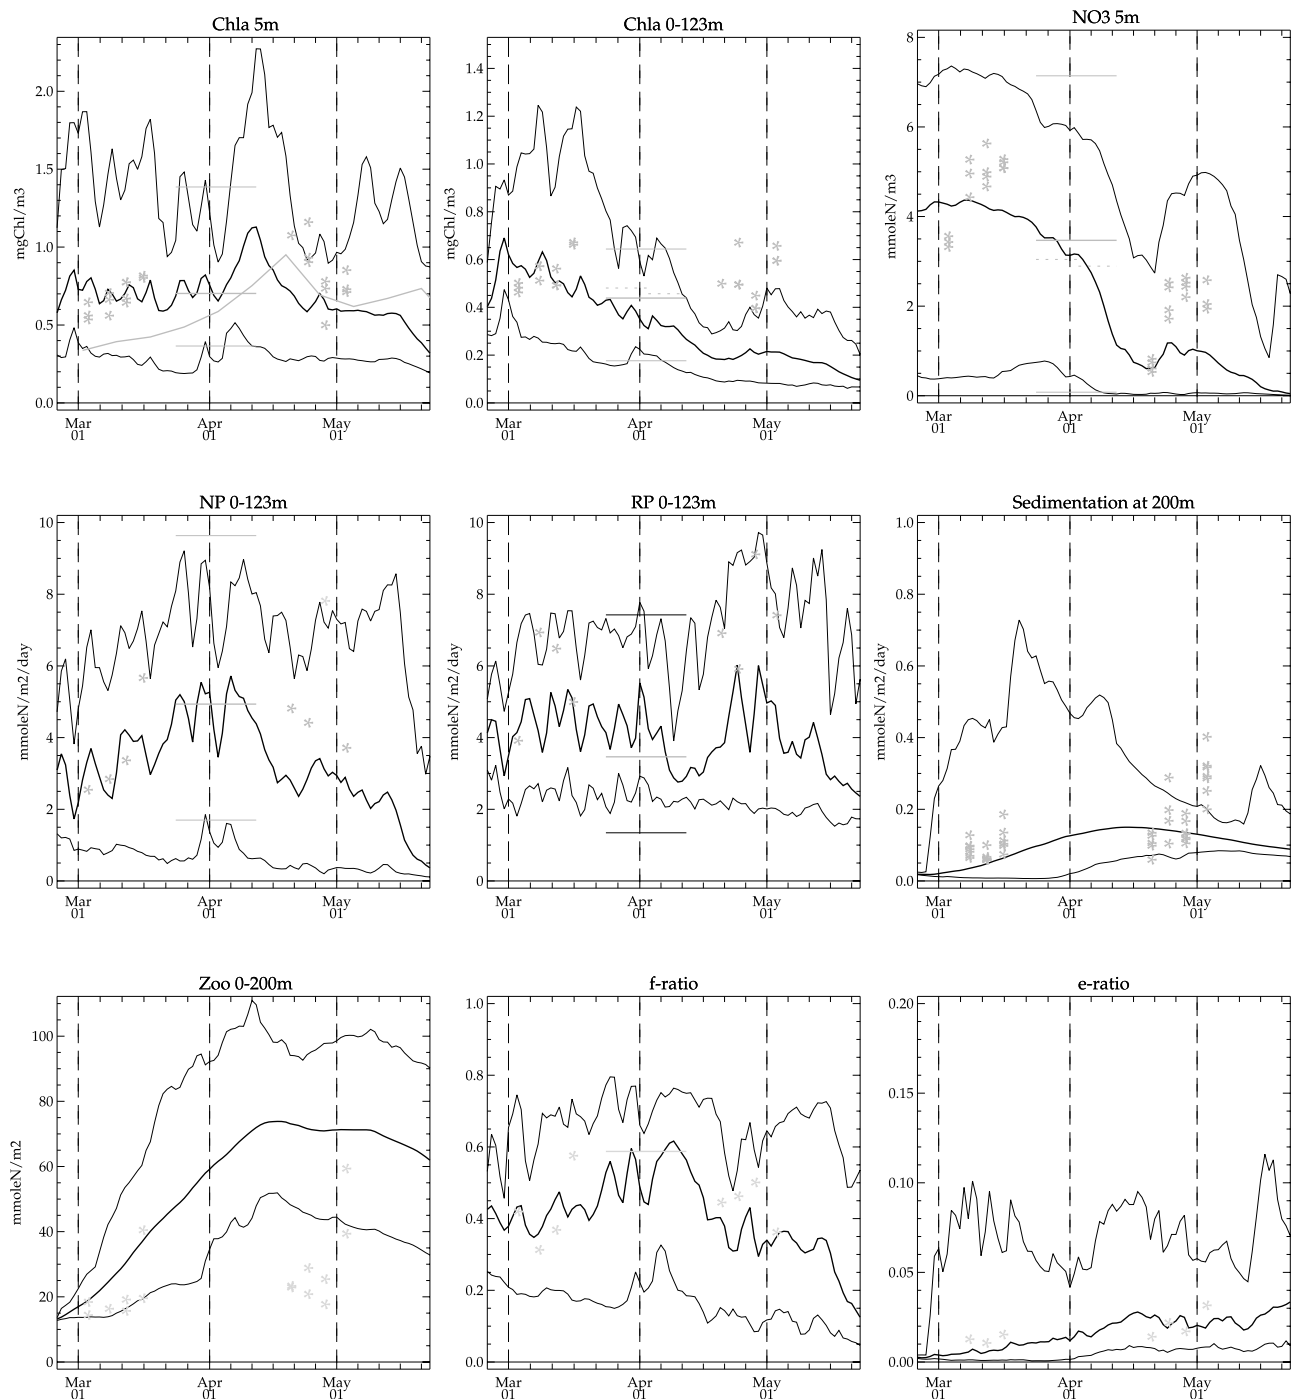 Chla 5m
mgChl/m3
2.0
1.5
1.0
0.5
0.0
Mar
01
Apr
01
May
01
Chla 0-123m
mgChl/m3
1.4
1.2
1.0
0.8
0.6
0.4
0.2
0.0
Mar
01
Apr
01
May
01
NO3 5m
mmoleN/m3
8
6
4
2
0
Mar
01
Apr
01
May
01
NP 0-123m
mmoleN/m2/day
10
8
6
4
2
0
Mar
01
Apr
01
May
01
RP 0-123m
mmoleN/m2/day
10
8
6
4
2
0
Mar
01
Apr
01
May
01
Sedimentation at 200m
mmoleN/m2/day
1.0
0.8
0.6
0.4
0.2
0.0
Mar
01
Apr
01
May
01
Zoo 0-200m
mmoleN/m2
100
80
60
40
20
0
Mar
01
Apr
01
May
01
f-ratio
1.0
0.8
0.6
0.4
0.2
0.0
Mar
01
Apr
01
May
01
e-ratio
0.20
0.15
0.10
0.05
0.00
Mar
01
Apr
01
May
01